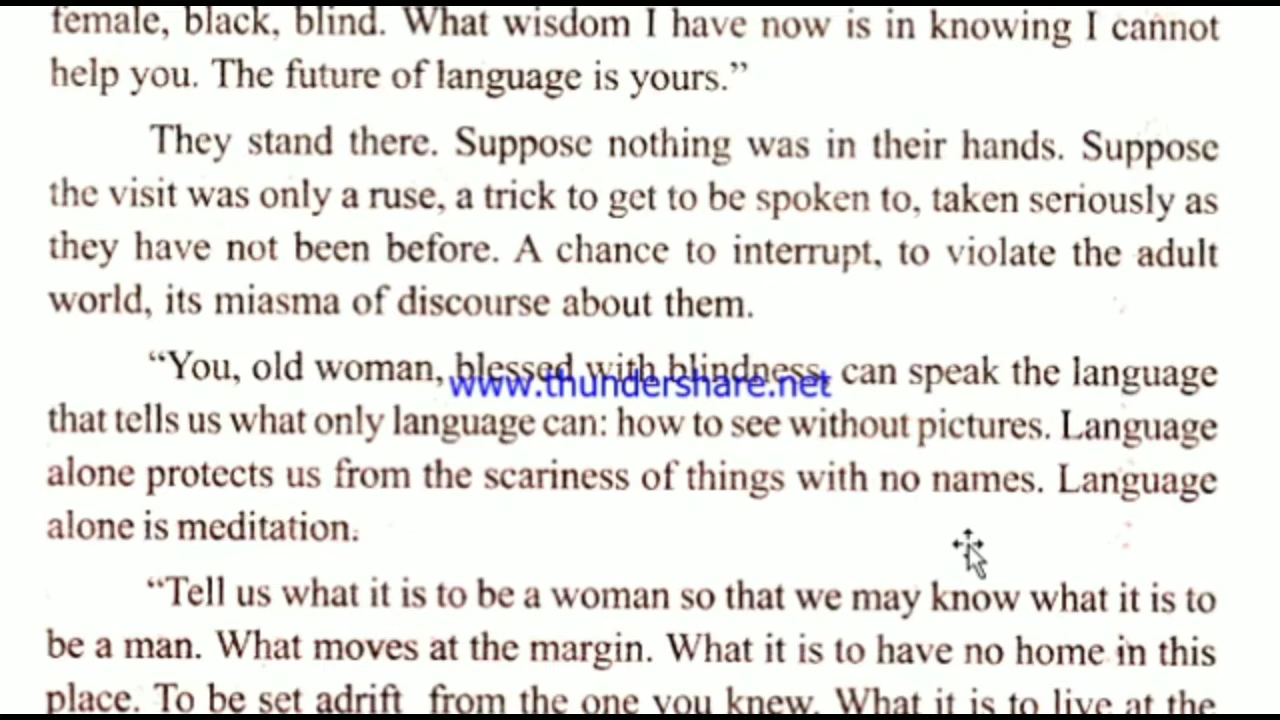 female, black, blind. What wisdom I have now is in knowing I cannot
help you. The future of language is yours.”
They stand there. Suppose nothing was in their hands. Suppose
the visit was only a ruse, a trick to get to be spoken to, taken seriously as
they have not been before. A chance to interrupt, to violate the adult
world, its miasma of discourse about them.
“You, old woman, blessed with blindness, can speak the language
www.thundershare.net
that tells us what only language can: how to see without pictures. Language
alone protects us from the scariness of things with no names. Language
alone is meditation.
“Tell us what it is to be a woman so that we may know what it is to
be a man. What moves at the margin. What it is to have no home in this
place. To be set adrift from the one you knew. What it is to live at the